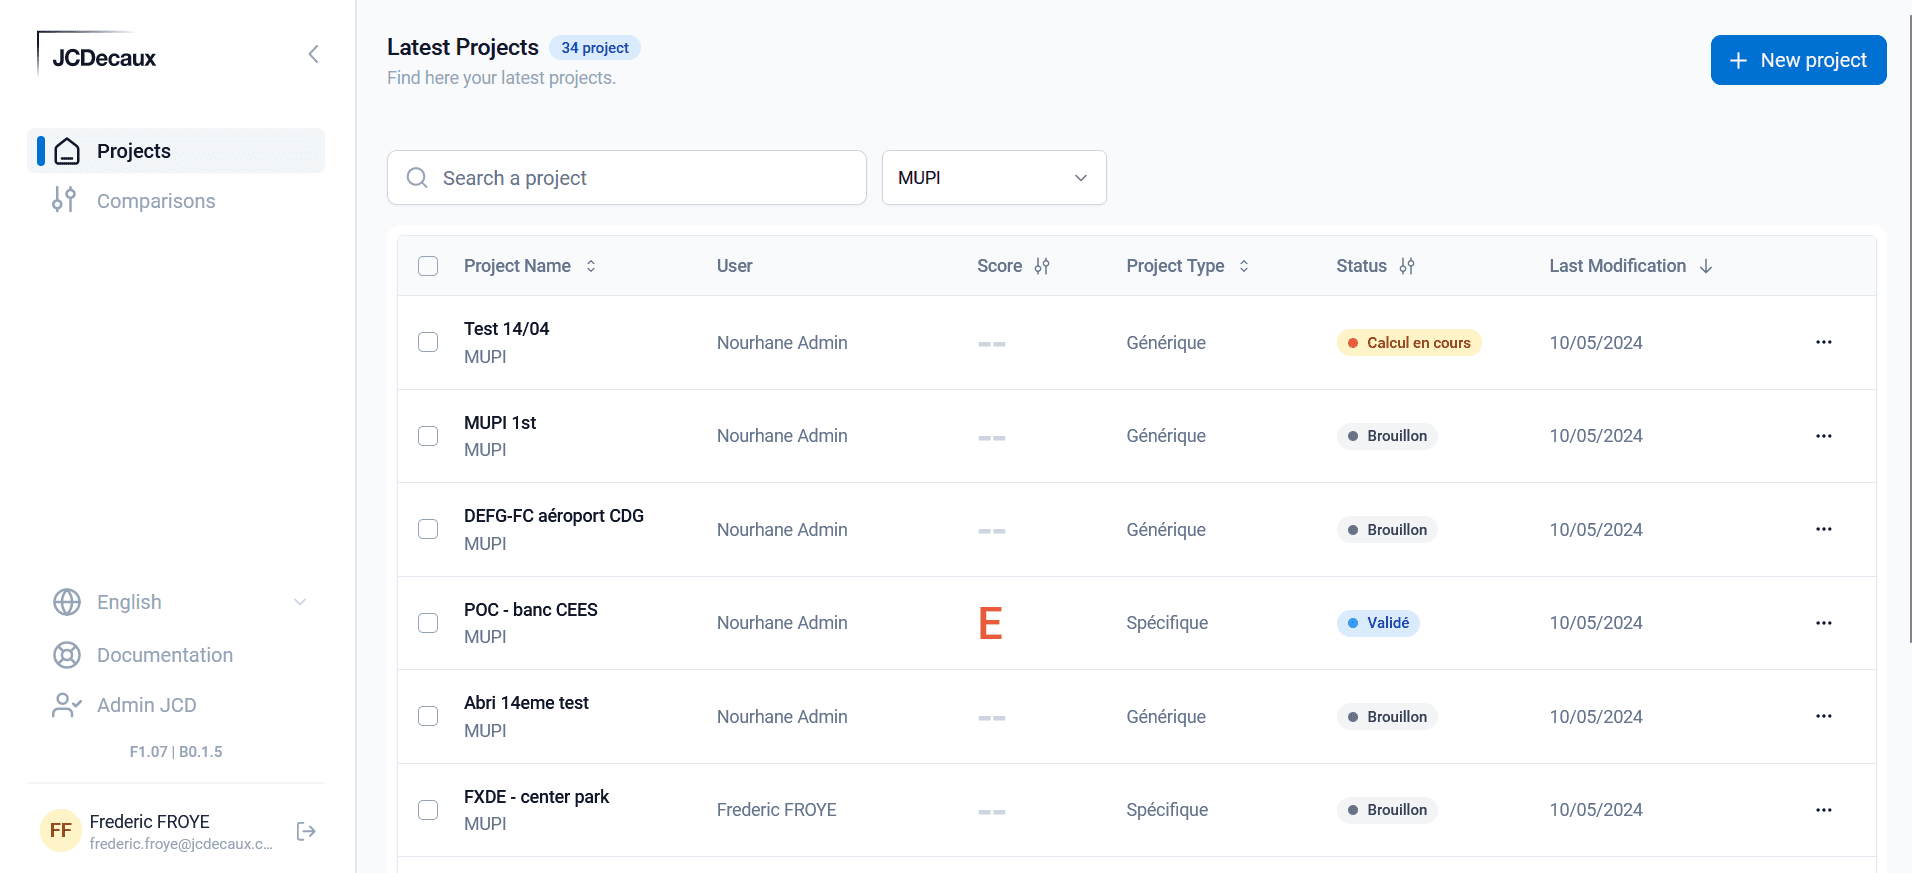 JCDecaux
Projects
Comparisons
English
Documentation
Admin JCD
F1.07 | B0.1.5
FF
Frederic FROYE
frederic.froye@jcdecaux.c...
Latest Projects
34 project
Find here your latest projects.
New project
Search a project
MUPI
Project Name User Score Project Type Status Last Modification
Test 14/04
MUPI
Nourhane Admin -- Générique Calcul en cours 10/05/2024 ...
MUPI 1st
MUPI
Nourhane Admin -- Générique Brouillon 10/05/2024 ...
DEFG-FC aéroport CDG
MUPI
Nourhane Admin -- Générique Brouillon 10/05/2024 ...
POC - banc CEES
MUPI
Nourhane Admin E Spécifique Validé 10/05/2024 ...
Abri 14eme test
MUPI
Nourhane Admin -- Générique Brouillon 10/05/2024 ...
FXDE - center park
MUPI
Frederic FROYE -- Spécifique Brouillon 10/05/2024 ...